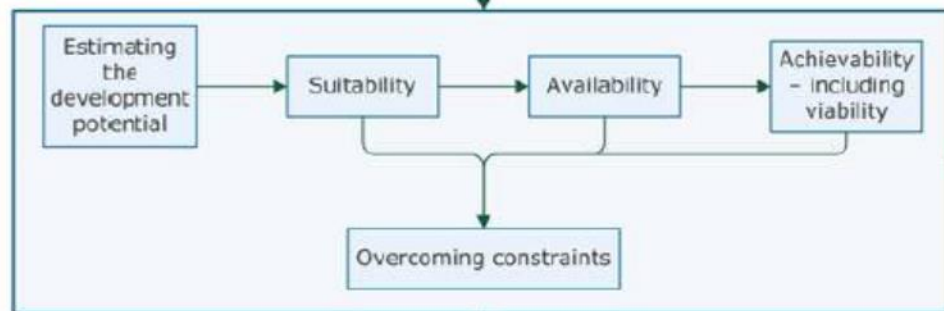 Estimating
the
development
potential
Suitability
Availability
Achievability
– including
viability
Overcoming constraints